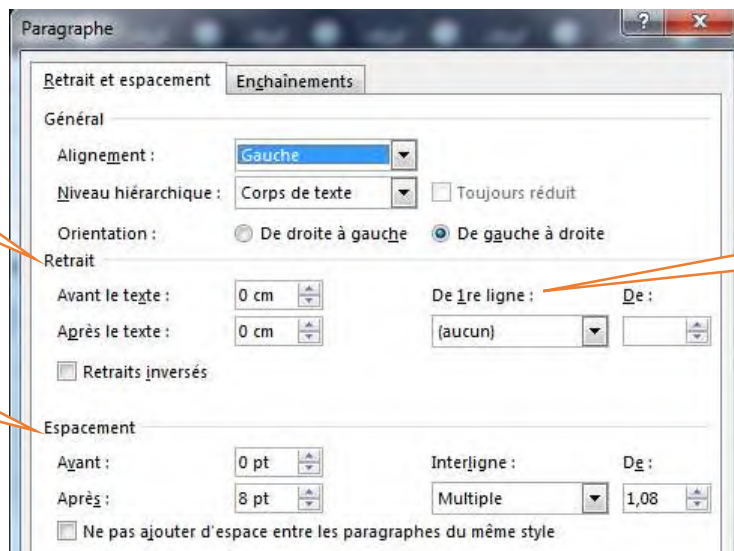 Paragraphe
Retrait et espacement Enchaînements
Général
Alignement : Gauche
Niveau hiérarchique : Corps de texte Toujours réduit
Orientation : De droite à gauche De gauche à droite
Retrait
Avant le texte : 0 cm De 1re ligne : De :
Après le texte : 0 cm (aucun)
Retraits inversés
Espacement
Avant : 0 pt Interligne : De :
Après : 8 pt Multiple 1,08
Ne pas ajouter d'espace entre les paragraphes du même style